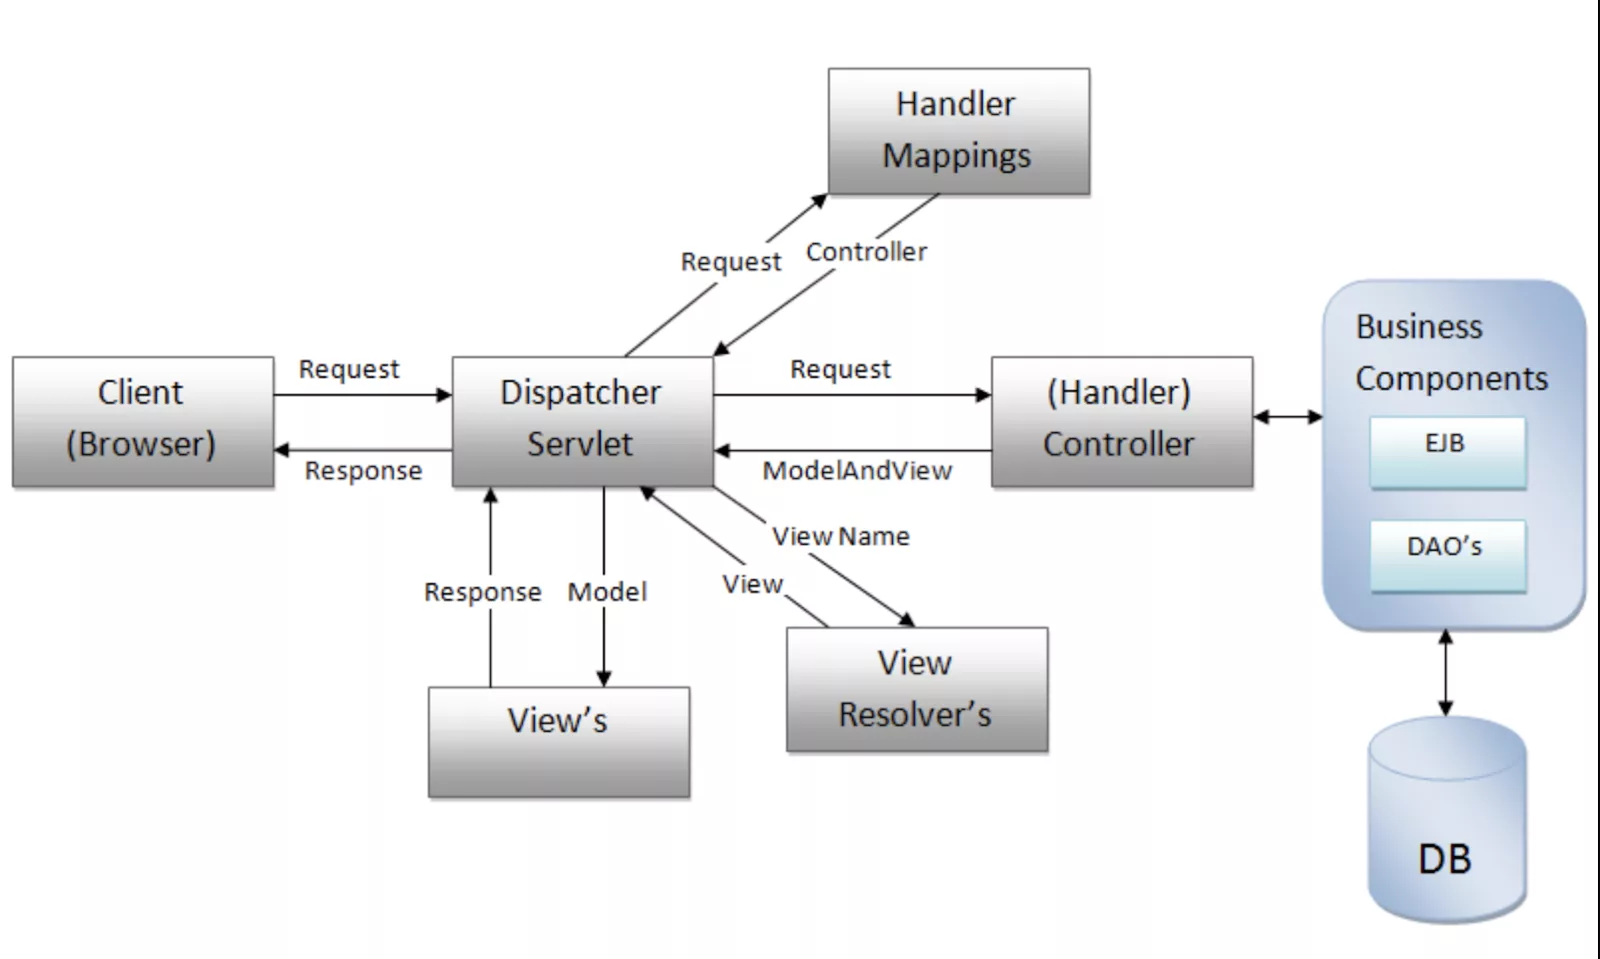 Handler
Mappings
Request
Controller
Client
(Browser)
Request
Response
Dispatcher
Servlet
Request
ModelAndView
(Handler)
Controller
Business
Components
EJB
DAO's
View Name
View
Response
Model
View's
View
Resolver's
DB